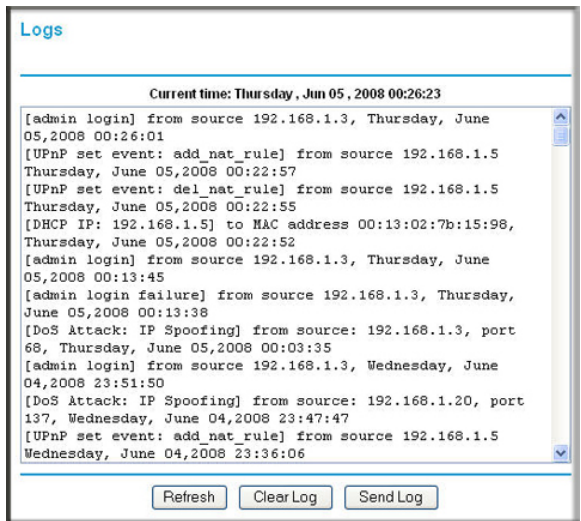 Logs
Current time: Thursday, Jun 05, 2008 00:26:23
[admin login] from source 192.168.1.3, Thursday, June
05,2008 00:26:01
[UPnP set event: add_nat_rule] from source 192.168.1.5
Thursday, June 05,2008 00:22:57
[UPnP set event: del_nat_rule] from source 192.168.1.5
Thursday, June 05,2008 00:22:55
[DHCP IP: 192.168.1.5] to MAC address 00:13:02:7b:15:98,
Thursday, June 05,2008 00:22:52
[admin login] from source 192.168.1.3, Thursday, June
05,2008 00:13:45
[admin login failure] from source 192.168.1.3, Thursday,
June 05,2008 00:13:38
[DoS Attack: IP Spoofing] from source: 192.168.1.3, port
68, Thursday, June 05,2008 00:03:35
[admin login] from source 192.168.1.3, Wednesday, June
04,2008 23:51:50
[DoS Attack: IP Spoofing] from source: 192.168.1.20, port
137, Wednesday, June 04,2008 23:47:47
[UPnP set event: add_nat_rule] from source 192.168.1.5
Wednesday, June 04,2008 23:36:06
Refresh Clear Log Send Log